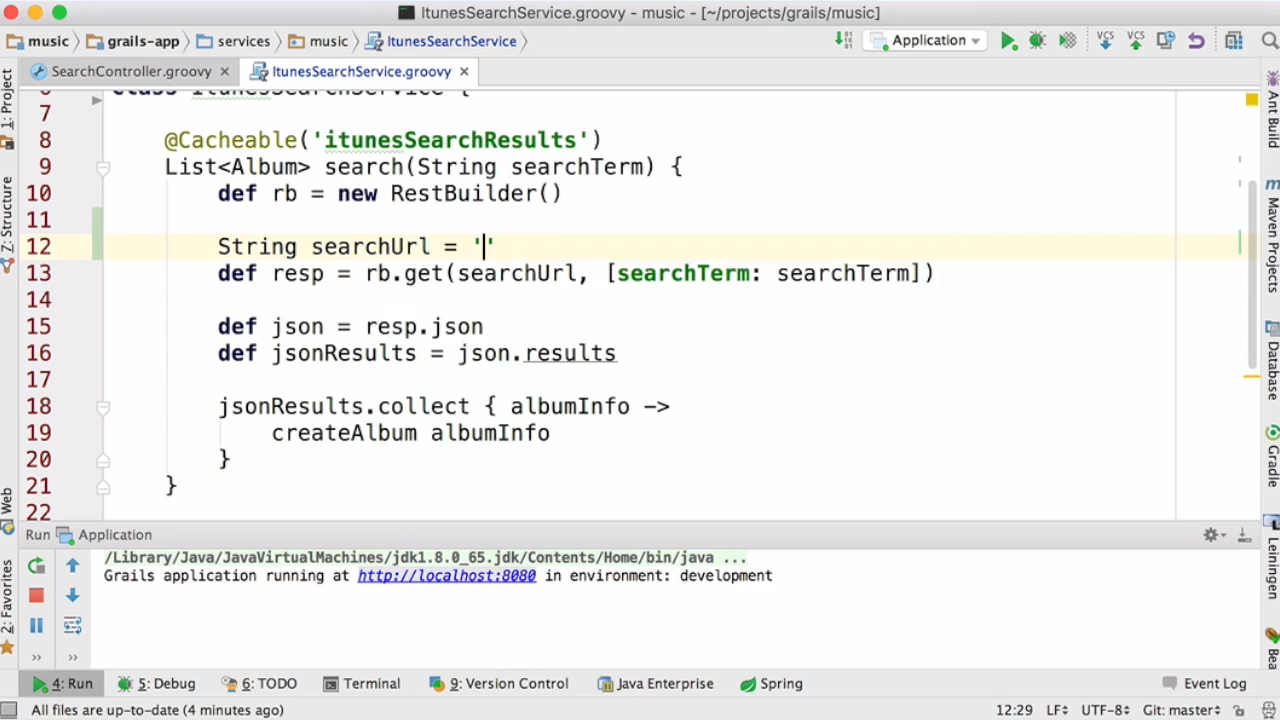 ItunesSearchService.groovy - music - [~/projects/grails/music]
music grails-app services music ItunesSearchService Application
SearchController.groovy ItunesSearchService.groovy
class ItunesSearchService {
7
8 @Cacheable('itunesSearchResults')
9 List<Album> search(String searchTerm) {
10 def rb = new RestBuilder()
11
12 String searchUrl = ''
13 def resp = rb.get(searchUrl, [searchTerm: searchTerm])
14
15 def json = resp.json
16 def jsonResults = json.results
17
18 jsonResults.collect { albumInfo ->
19 createAlbum albumInfo
20 }
21 }
22
1: Project
Z: Structure
Web
2: Favorites
Ant Build
Maven Projects
Database
Gradle
Leiningen
Bea
VCS VCS
Run Application
/Library/Java/JavaVirtualMachines/jdk1.8.0_65.jdk/Contents/Home/bin/java ...
Grails application running at http://localhost:8080 in environment: development
4: Run 5: Debug 6: TODO Terminal 9: Version Control Java Enterprise Spring Event Log
All files are up-to-date (4 minutes ago) 12:29 LF UTF-8 Git: master